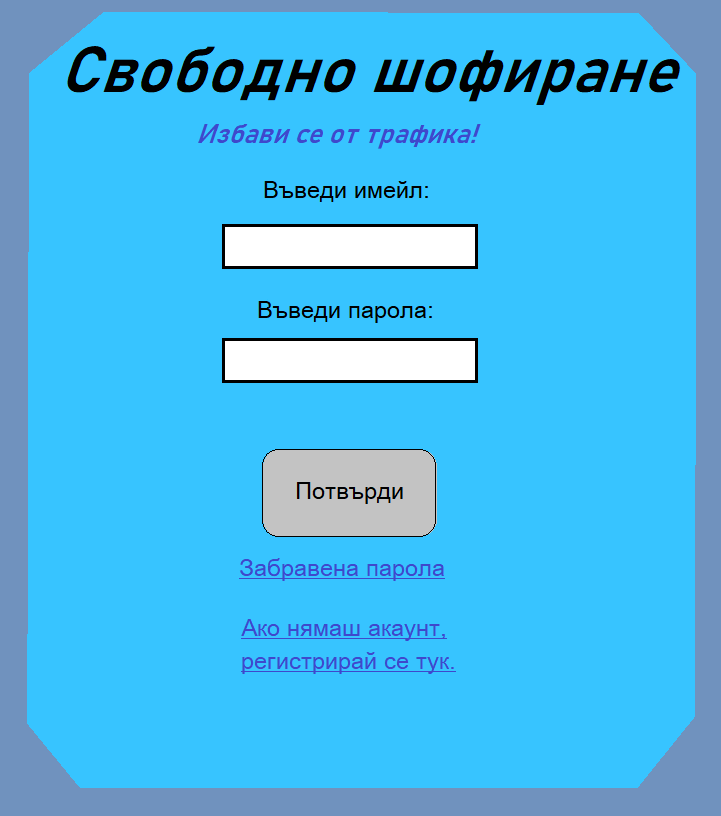 Свободно шофиране
Избави се от трафика!
Въведи имейл:
Въведи парола:
Потвърди
Забравена парола
Ако нямаш акаунт,
регистрирай се тук.